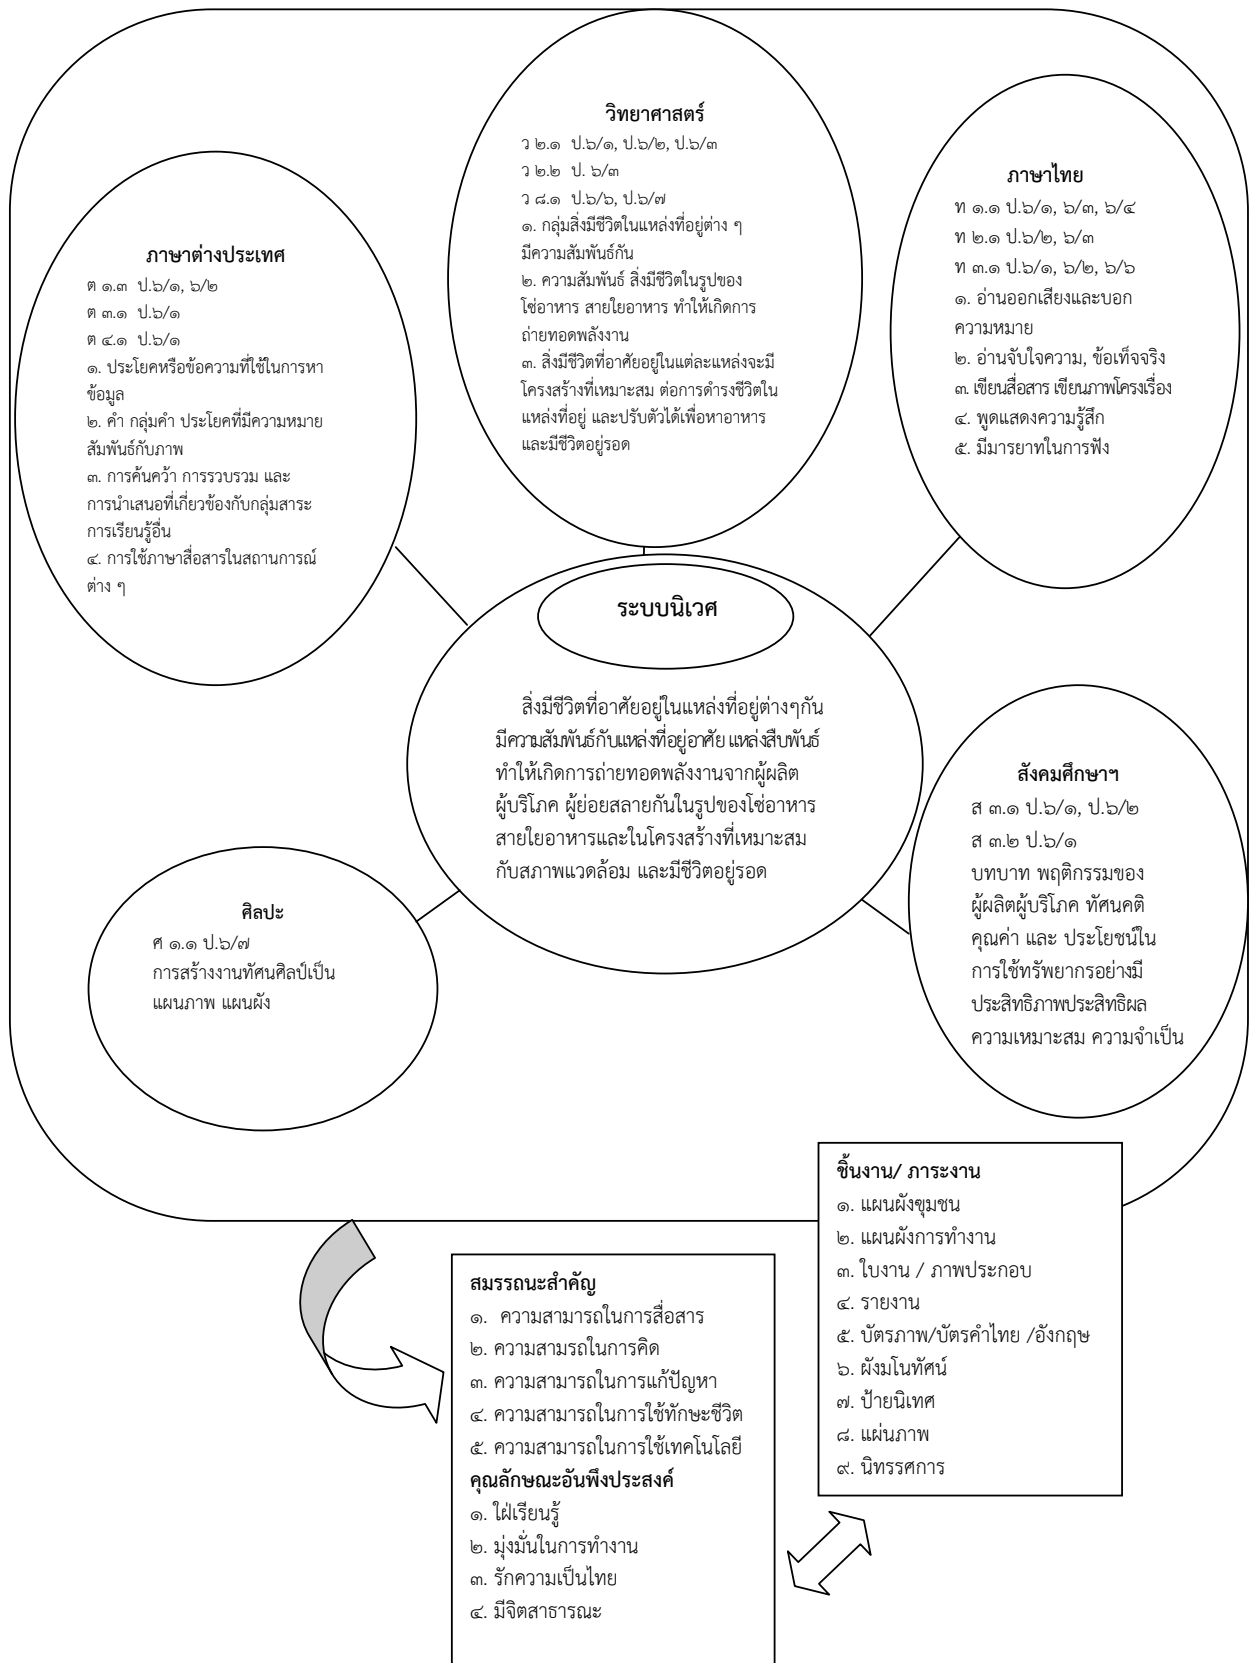 วิทยาศาสตร์
ว ๒.๑ ป.๖/๑, ป.๖/๒, ป.๖/๓
ว ๒.๒ ป. ๖/๓
ว ๘.๑ ป.๖/๖, ป.๖/๗
๑. กลุ่มสิ่งมีชีวิตในแหล่งที่อยู่ต่าง ๆ
มีความสัมพันธ์กัน
๒. ความสัมพันธ์ สิ่งมีชีวิตในรูปของ
โซ่อาหาร สายใยอาหาร ทำให้เกิดการ
ถ่ายทอดพลังงาน
๓. สิ่งมีชีวิตที่อาศัยอยู่ในแต่ละแหล่งจะมี
โครงสร้างที่เหมาะสม ต่อการดำรงชีวิตใน
แหล่งที่อยู่ และปรับตัวได้เพื่อหาอาหาร
และมีชีวิตอยู่รอด
ภาษาไทย
ท ๑.๑ ป.๖/๑, ๖/๓, ๖/๔
ท ๒.๑ ป.๖/๒, ๖/๓
ท ๓.๑ ป.๖/๑, ๖/๒, ๖/๖
๑. อ่านออกเสียงและบอก
ความหมาย
๒. อ่านจับใจความ, ข้อเท็จจริง
๓. เขียนสื่อสาร เขียนภาพโครงเรื่อง
๔. พูดแสดงความรู้สึก
๕. มีมารยาทในการฟัง
ภาษาต่างประเทศ
ต ๑.๓ ป.๖/๑, ๖/๒
ต ๓.๑ ป.๖/๑
ต ๔.๑ ป.๖/๑
๑. ประโยคหรือข้อความที่ใช้ในการหา
ข้อมูล
๒. คำ กลุ่มคำ ประโยคที่มีความหมาย
สัมพันธ์กับภาพ
๓. การค้นคว้า การรวบรวม และ
การนำเสนอที่เกี่ยวข้องกับกลุ่มสาระ
การเรียนรู้อื่น
๔. การใช้ภาษาสื่อสารในสถานการณ์
ต่าง ๆ
ระบบนิเวศ
สิ่งมีชีวิตที่อาศัยอยู่ในแหล่งที่อยู่ต่างๆกัน
มีความสัมพันธ์กับแหล่งที่อยู่อาศัย แหล่งสืบพันธ์
ทำให้เกิดการถ่ายทอดพลังงานจากผู้ผลิต
ผู้บริโภค ผู้ย่อยสลายกันในรูปของโซ่อาหาร
สายใยอาหารและในโครงสร้างที่เหมาะสม
กับสภาพแวดล้อม และมีชีวิตอยู่รอด
สังคมศึกษาฯ
ส ๓.๑ ป.๖/๑, ป.๖/๒
ส ๓.๒ ป.๖/๑
บทบาท พฤติกรรมของ
ผู้ผลิตผู้บริโภค ทัศนคติ
คุณค่า และ ประโยชน์ใน
การใช้ทรัพยากรอย่างมี
ประสิทธิภาพประสิทธิผล
ความเหมาะสม ความจำเป็น
ศิลปะ
ศ ๑.๑ ป.๖/๗
การสร้างงานทัศนศิลป์เป็น
แผนภาพ แผนผัง
ชิ้นงาน/ ภาระงาน
๑. แผนผังชุมชน
๒. แผนผังการทำงาน
๓. ใบงาน / ภาพประกอบ
๔. รายงาน
๕. บัตรภาพ/บัตรคำไทย /อังกฤษ
๖. ผังมโนทัศน์
๗. ป้ายนิเทศ
๘. แผ่นภาพ
๙. นิทรรศการ
สมรรถนะสำคัญ
๑. ความสามารถในการสื่อสาร
๒. ความสามรถในการคิด
๓. ความสามารถในการแก้ปัญหา
๔. ความสามารถในการใช้ทักษะชีวิต
๕. ความสามารถในการใช้เทคโนโลยี
คุณลักษณะอันพึงประสงค์
๑. ใฝ่เรียนรู้
๒. มุ่งมั่นในการทำงาน
๓. รักความเป็นไทย
๔. มีจิตสาธารณะ